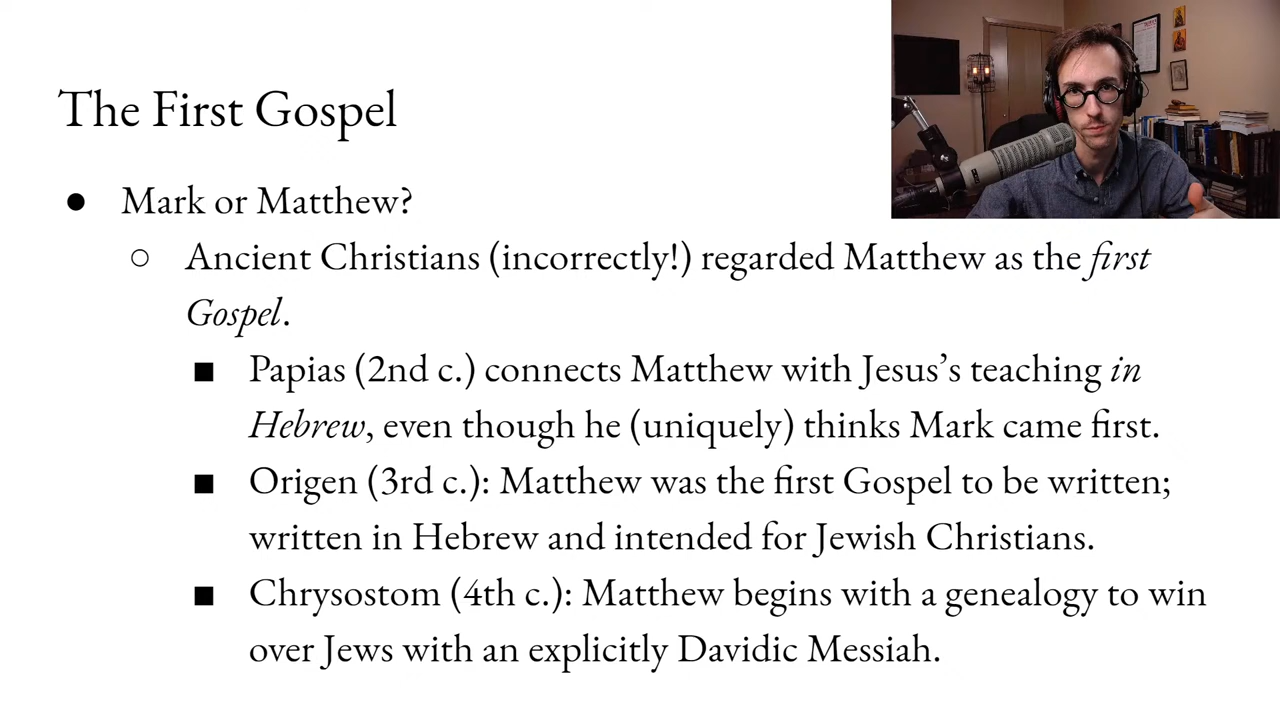 The First Gospel
● Mark or Matthew?
○ Ancient Christians (incorrectly!) regarded Matthew as the first
Gospel.
■ Papias (2nd c.) connects Matthew with Jesus’s teaching in
Hebrew, even though he (uniquely) thinks Mark came first.
■ Origen (3rd c.): Matthew was the first Gospel to be written;
written in Hebrew and intended for Jewish Christians.
■ Chrysostom (4th c.): Matthew begins with a genealogy to win
over Jews with an explicitly Davidic Messiah.